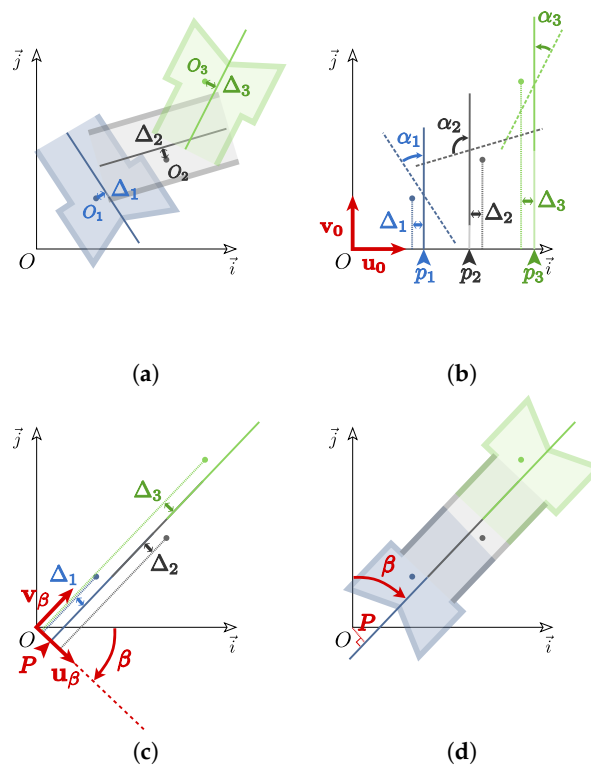 j⃗
O₃
Δ₃
Δ₂
O₂
Δ₁
O₁
O
i⃗
(a)
j⃗
α₃
α₂
α₁
Δ₃
Δ₁
Δ₂
v₀
O
u₀
p₁
p₂
p₃
i⃗
(b)
j⃗
Δ₃
Δ₂
Δ₁
vᵦ
O
P
uᵦ
β
i⃗
(c)
j⃗
β
P
O
i⃗
(d)